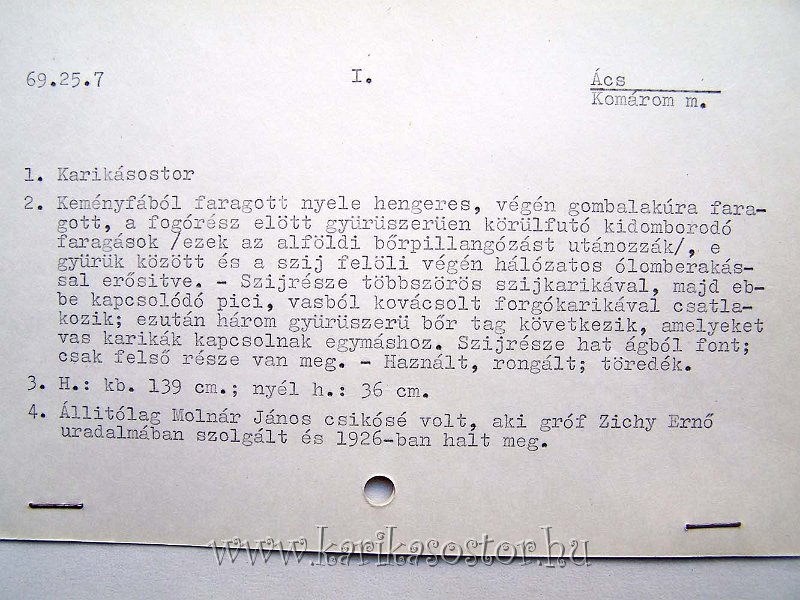 69.25.7 I. Ács
Komárom m.
1. Karikásostor
2. Keményfából faragott nyele hengeres, végén gombalakúra fara-
gott, a fogórész elött gyürüszerüen körülfutó kidomborodó
faragások /ezek az alföldi bőrpillangózást utánozzák/, e
gyürük között és a szij felöli végén hálózatos ólomberakás-
sal erősitve. - Szijrésze többszörös szijkarikával, majd eb-
be kapcsolódó pici, vasból kovácsolt forgókarikával csatla-
kozik; ezután három gyürüszerü bőr tag következik, amelyeket
vas karikák kapcsolnak egymáshoz. Szijrésze hat ágból font;
csak felső része van meg. - Haznált, rongált; töredék.
3. H.: kb. 139 cm.; nyél h.: 36 cm.
4. Állitólag Molnár János csikósé volt, aki gróf Zichy Ernő
uradalmában szolgált és 1926-ban halt meg.
www.karikasostor.hu